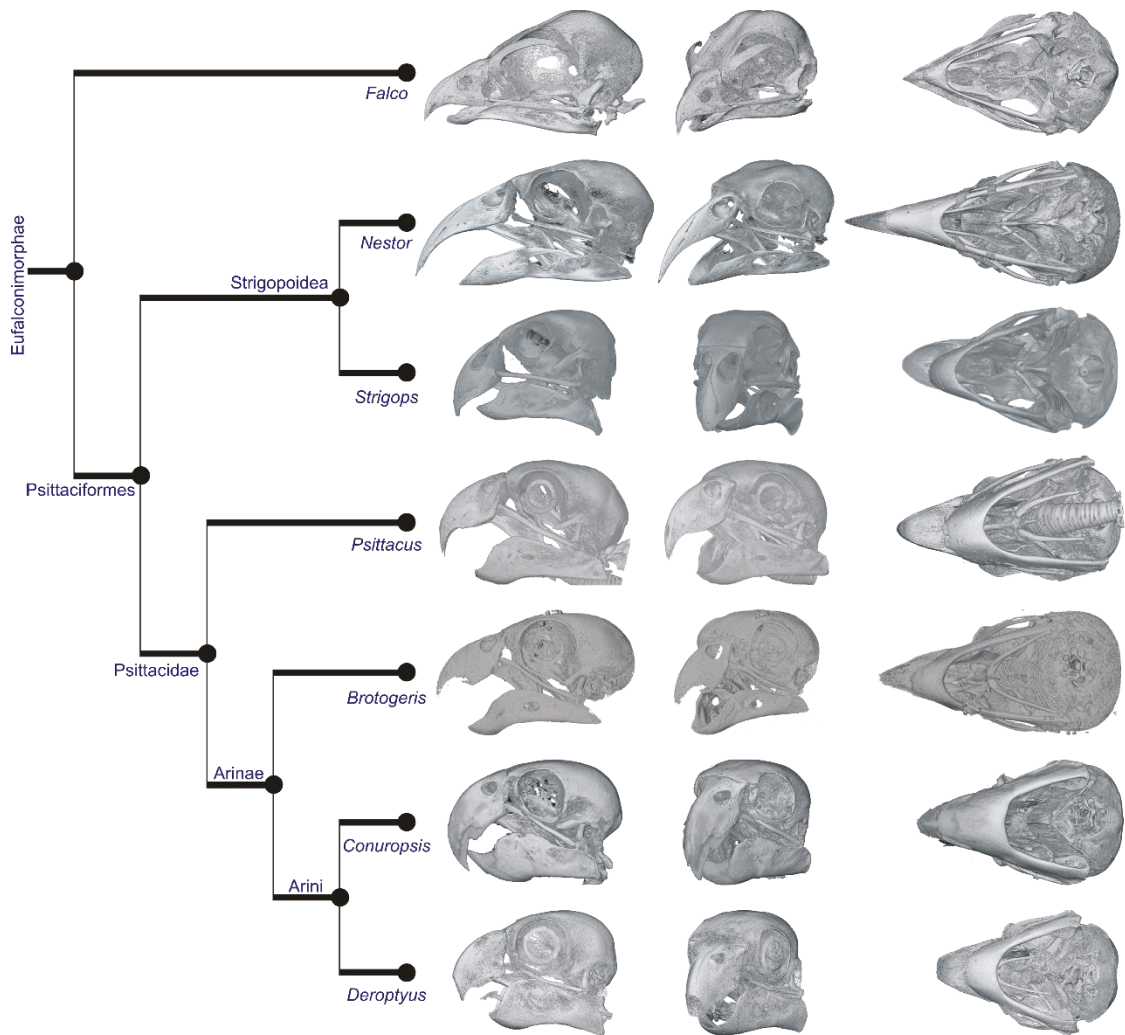 Falco
Eufalconimorphae
Nestor
Strigopoidea
Strigops
Psittaciformes
Psittacus
Psittacidae
Brotogeris
Arinae
Conuropsis
Arini
Deroptyus